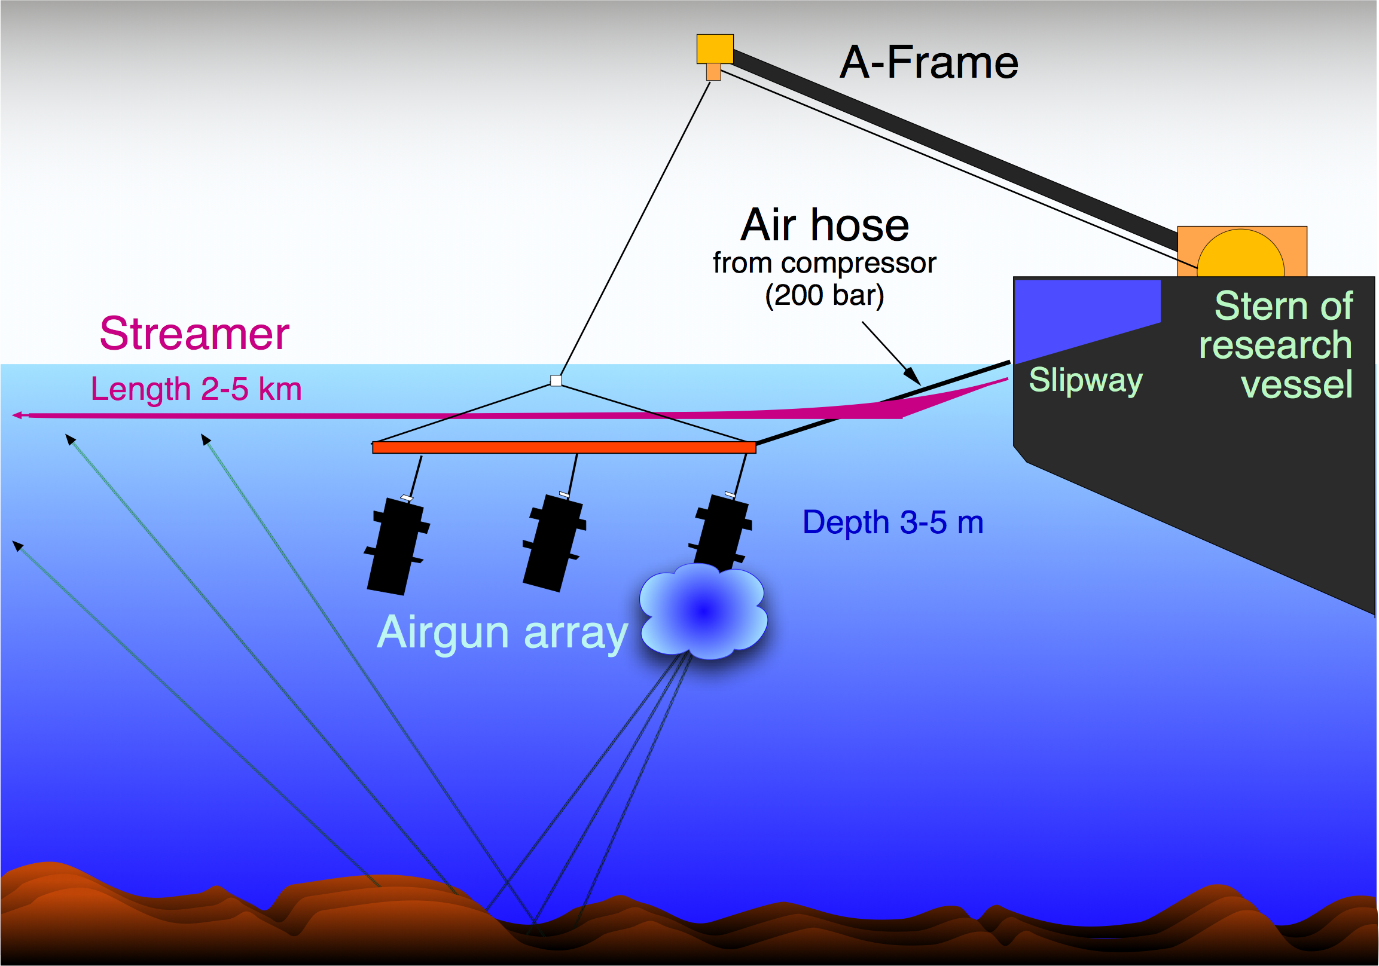 A-Frame
Air hose
from compressor
(200 bar)
Streamer
Length 2-5 km
Stern of
research
vessel
Slipway
Depth 3-5 m
Airgun array